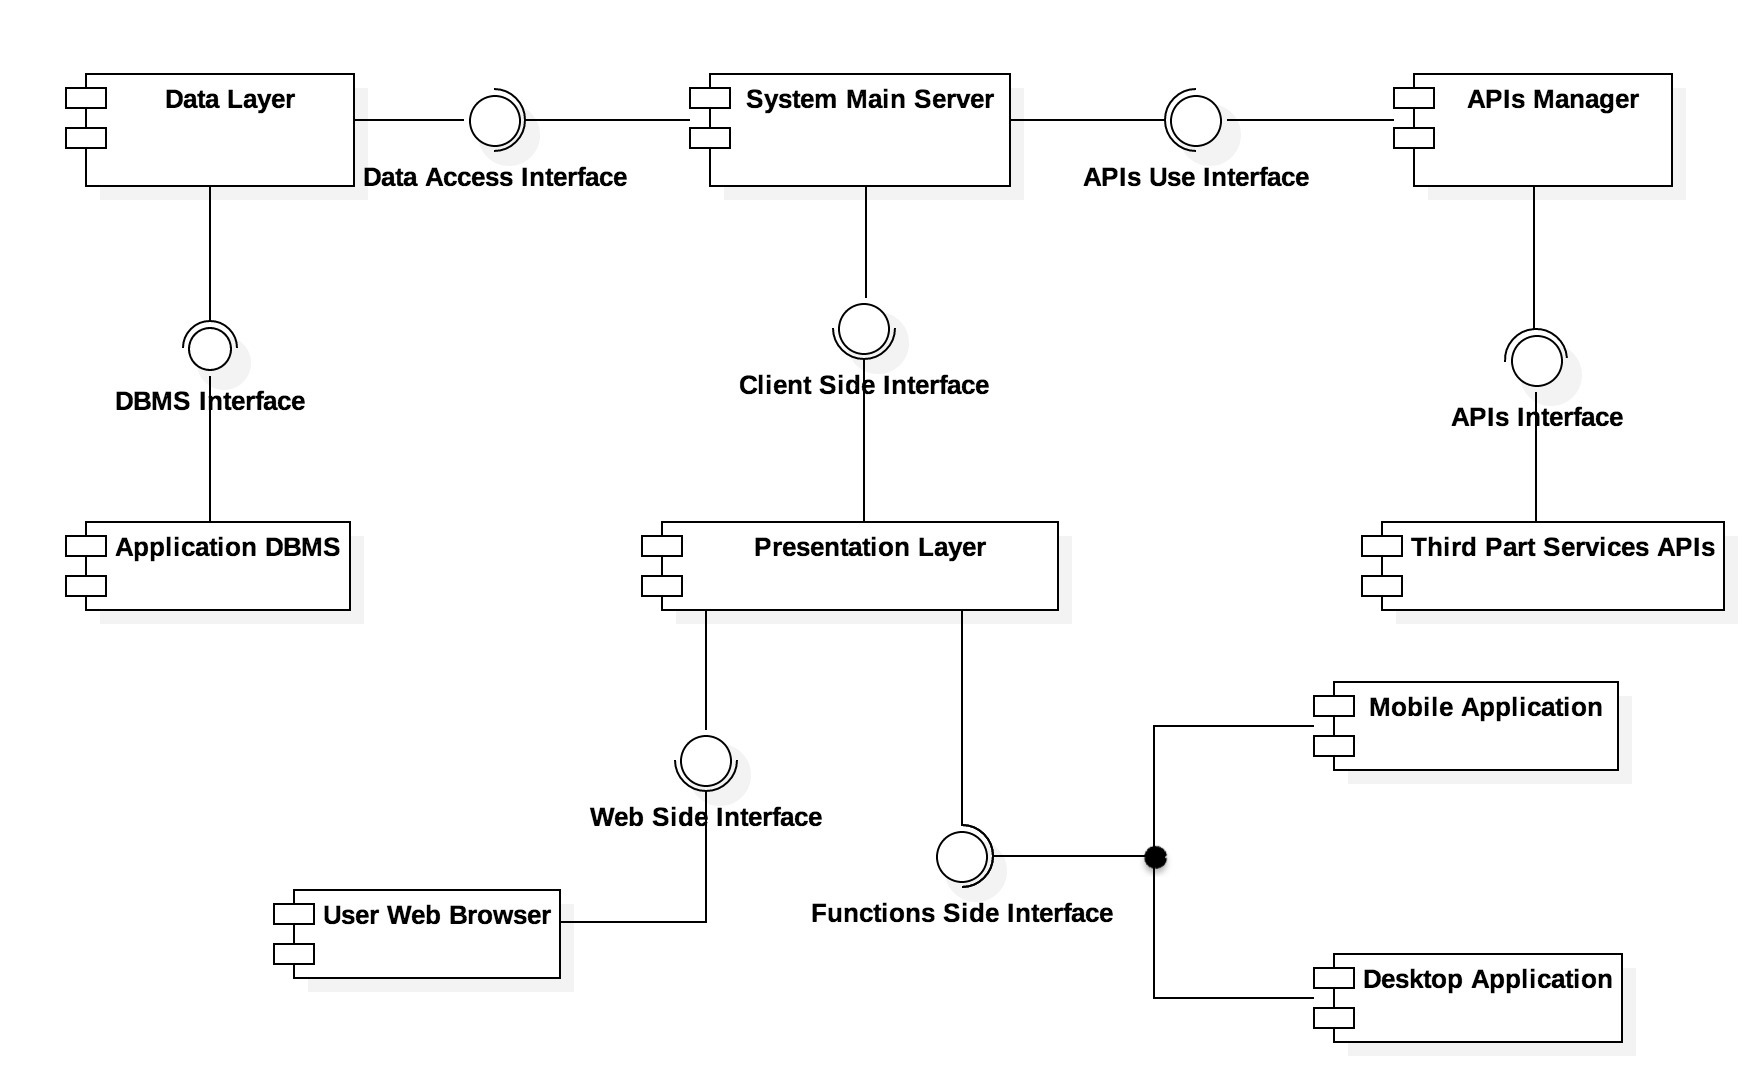 Data Layer
System Main Server
APIs Manager
Data Access Interface
APIs Use Interface
Client Side Interface
DBMS Interface
APIs Interface
Application DBMS
Presentation Layer
Third Part Services APIs
Mobile Application
Web Side Interface
User Web Browser
Functions Side Interface
Desktop Application